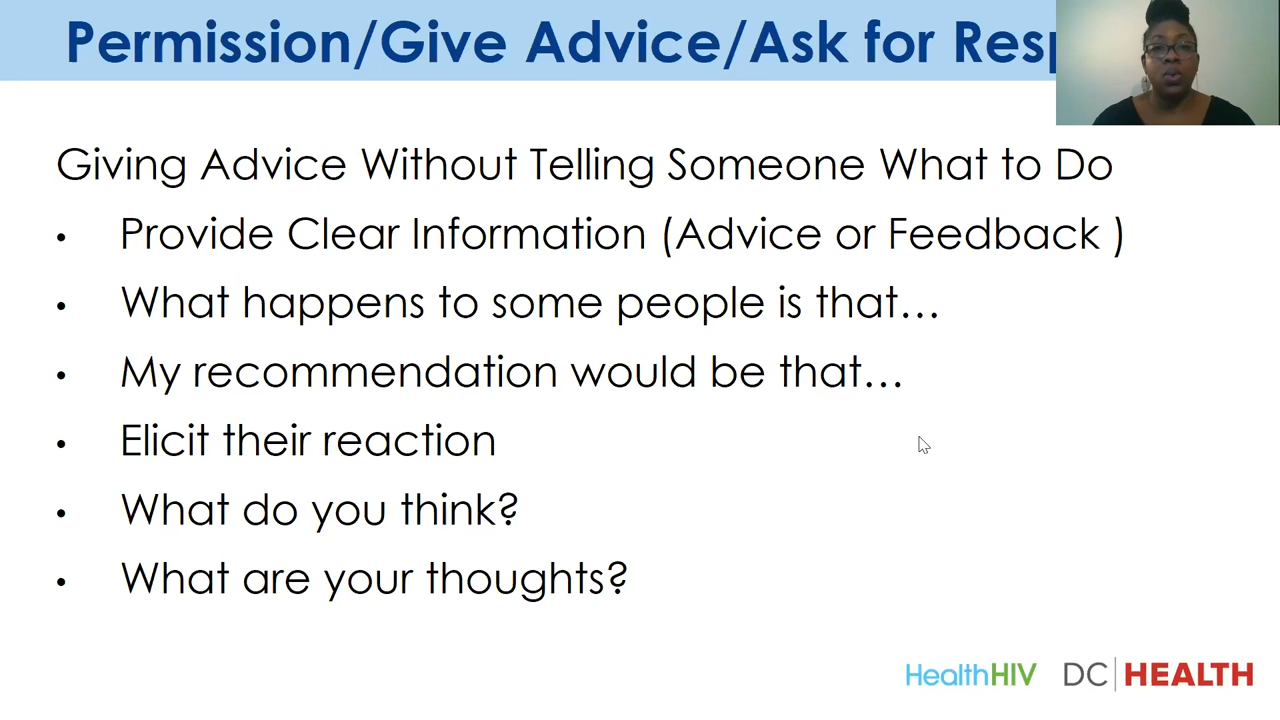 Permission/Give Advice/Ask for
Giving Advice Without Telling Someone What to Do
• Provide Clear Information (Advice or Feedback )
• What happens to some people is that…
• My recommendation would be that…
• Elicit their reaction
• What do you think?
• What are your thoughts?
HealthHIV DC HEALTH